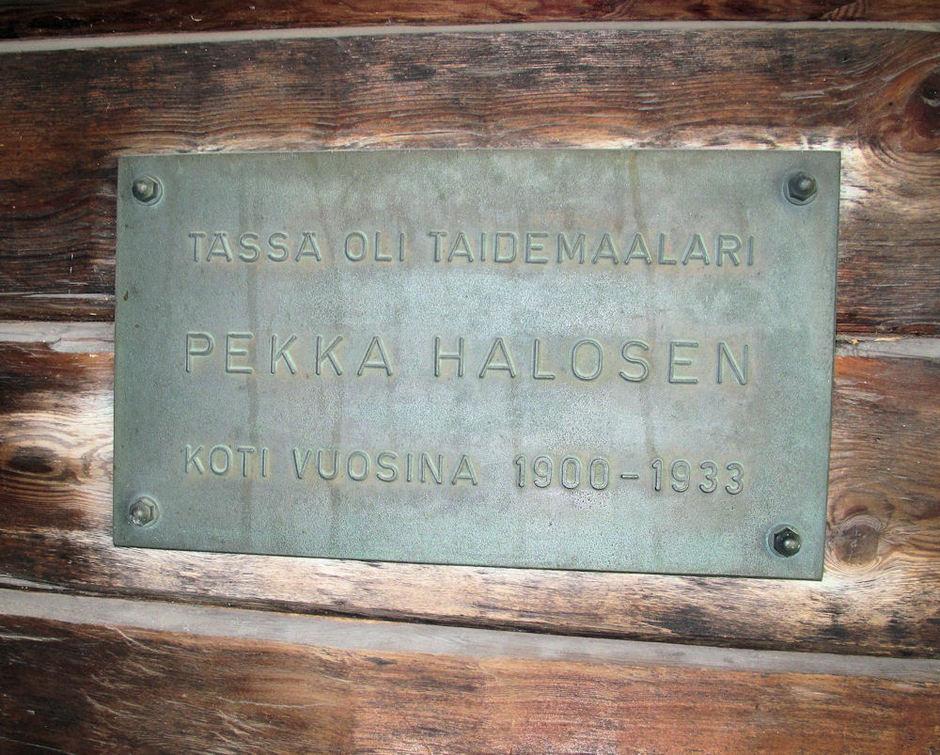 TÄSSÄ OLI TAIDEMAALARI
PEKKA HALOSEN
KOTI VUOSINA 1900–1933